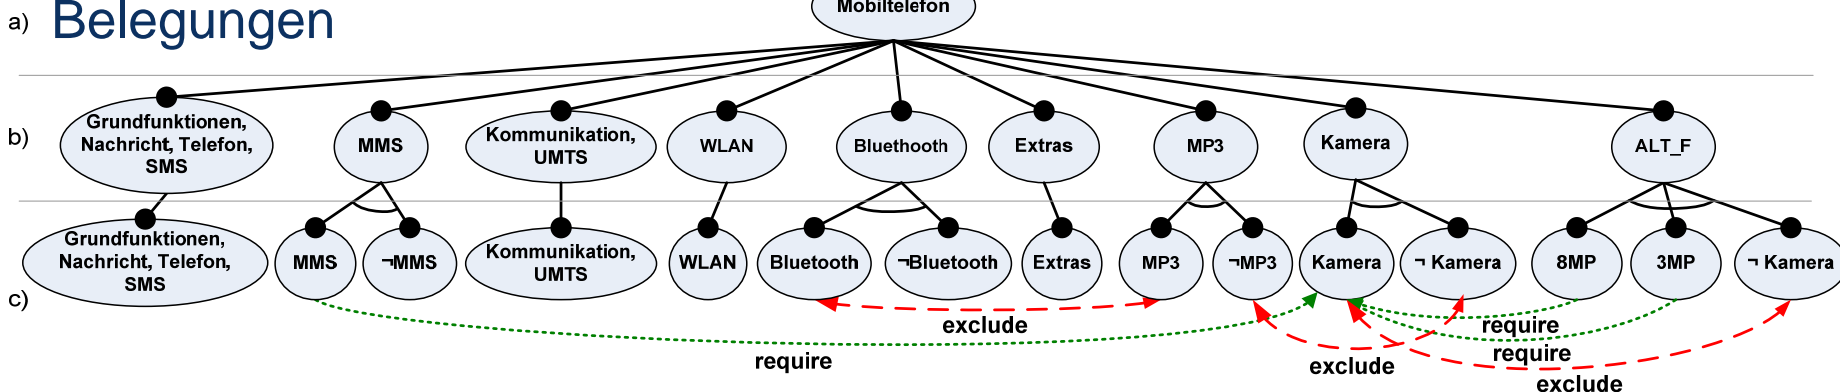 a)
Belegungen
Mobiltelefon
b)
Grundfunktionen,
Nachricht, Telefon,
SMS
MMS
Kommunikation,
UMTS
WLAN
Bluethooth
Extras
MP3
Kamera
ALT_F
c)
Grundfunktionen,
Nachricht, Telefon,
SMS
MMS
¬MMS
Kommunikation,
UMTS
WLAN
Bluetooth
¬Bluetooth
Extras
MP3
¬MP3
Kamera
¬ Kamera
8MP
3MP
¬ Kamera
exclude
require
require
require
exclude
exclude